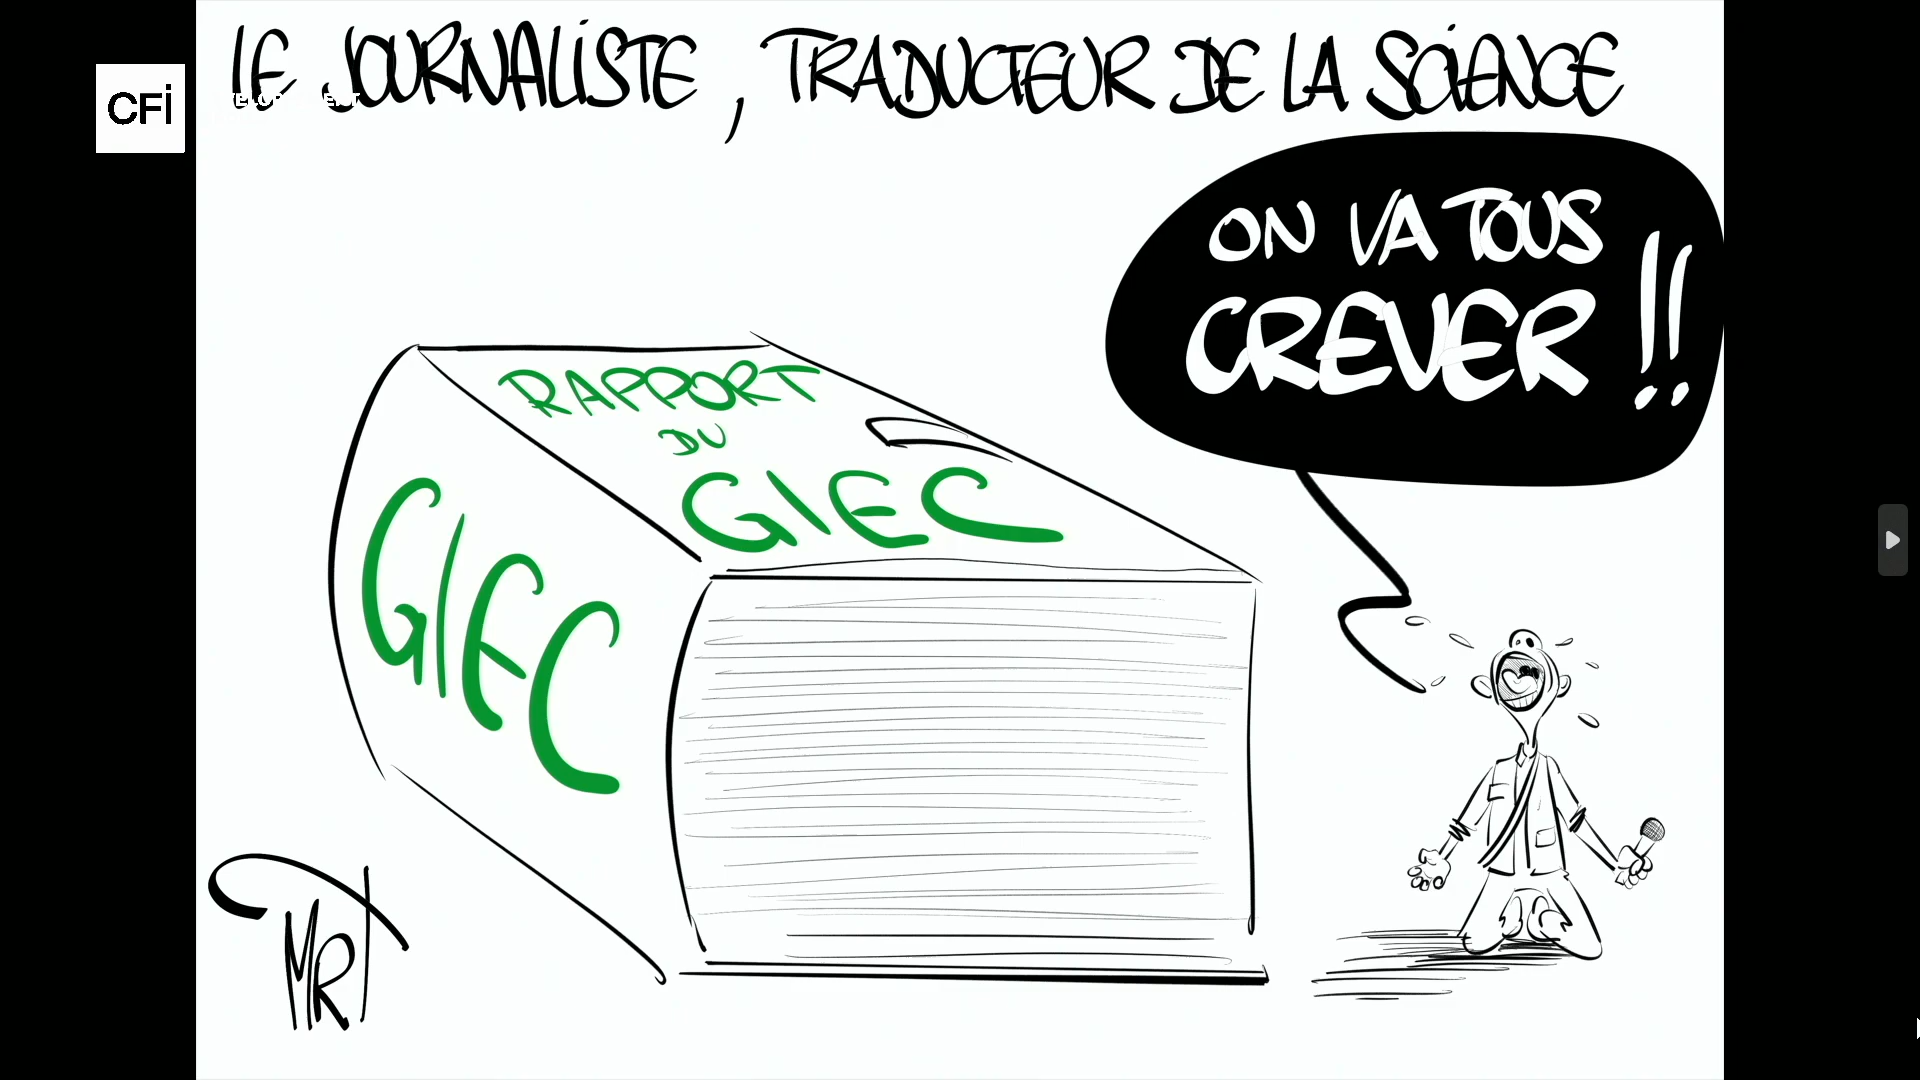 LE JOURNALISTE, TRADUCTEUR DE LA SCIENCE
CFI
ON VA TOUS
CREVER !!
RAPPORT
DU
GIEC
GIEC
MRT